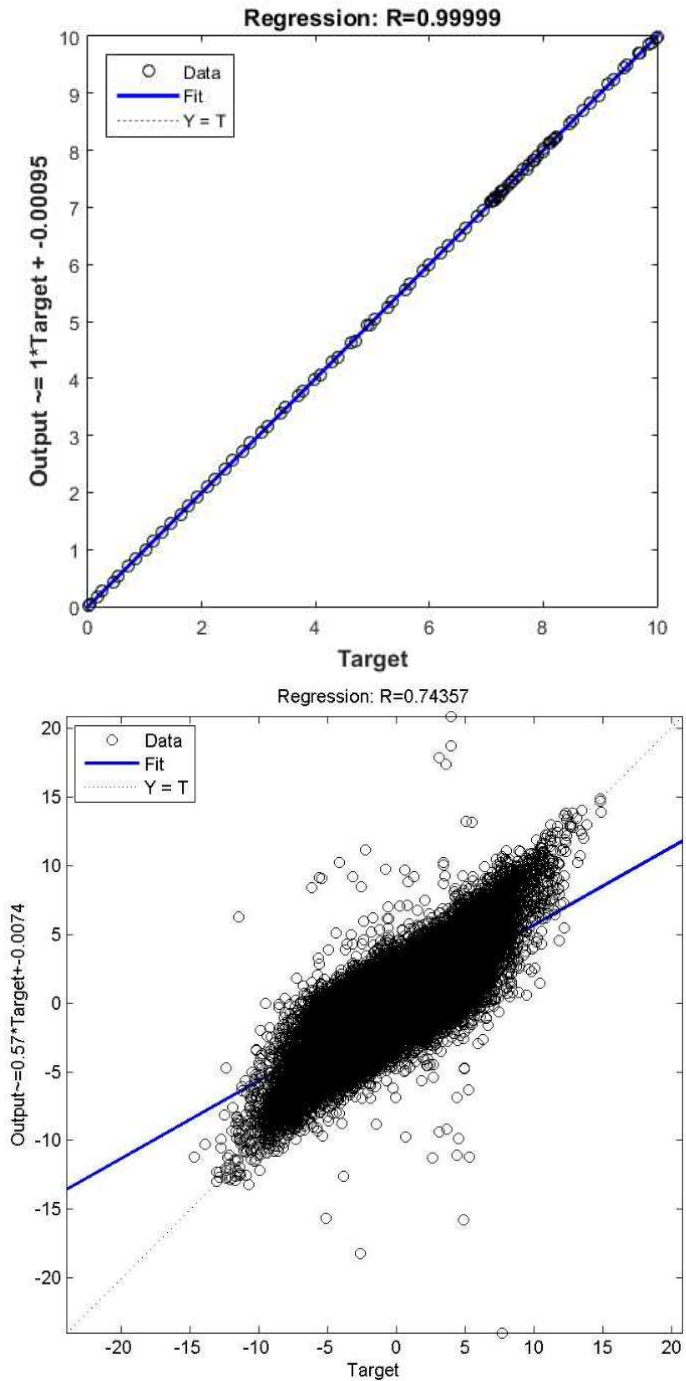 Regression: R=0.99999
Data
Fit
Y = T
Output ~= 1*Target + -0.00095
10
9
8
7
6
5
4
3
2
1
0
0 2 4 6 8 10
Target
Regression: R=0.74357
Data
Fit
Y = T
Output~=0.57*Target+-0.0074
20
15
10
5
0
-5
-10
-15
-20
-20 -15 -10 -5 0 5 10 15 20
Target